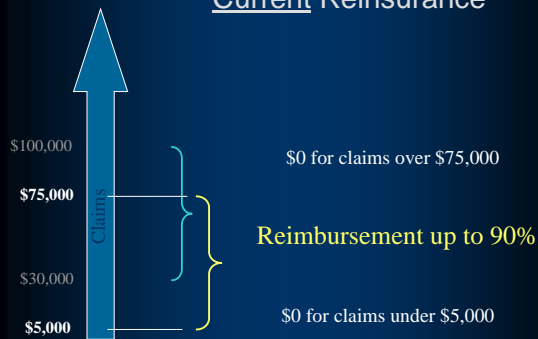 Current Reinsurance
$100,000
$0 for claims over $75,000
$75,000
Claims
Reimbursement up to 90%
$30,000
$0 for claims under $5,000
$5,000